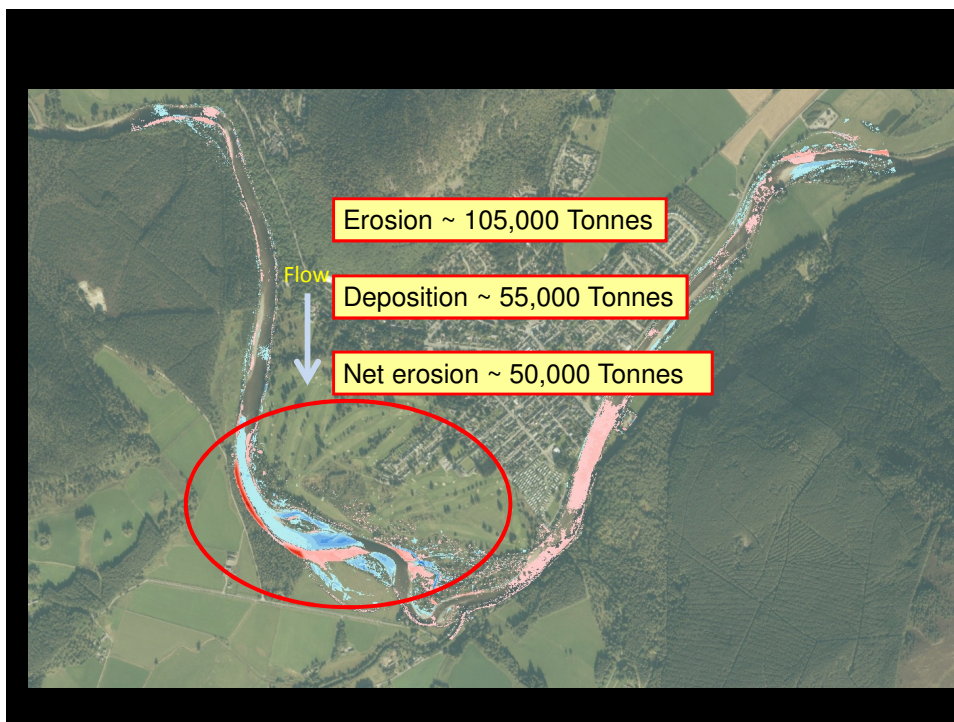 Erosion ~ 105,000 Tonnes
Flow
Deposition ~ 55,000 Tonnes
Net erosion ~ 50,000 Tonnes